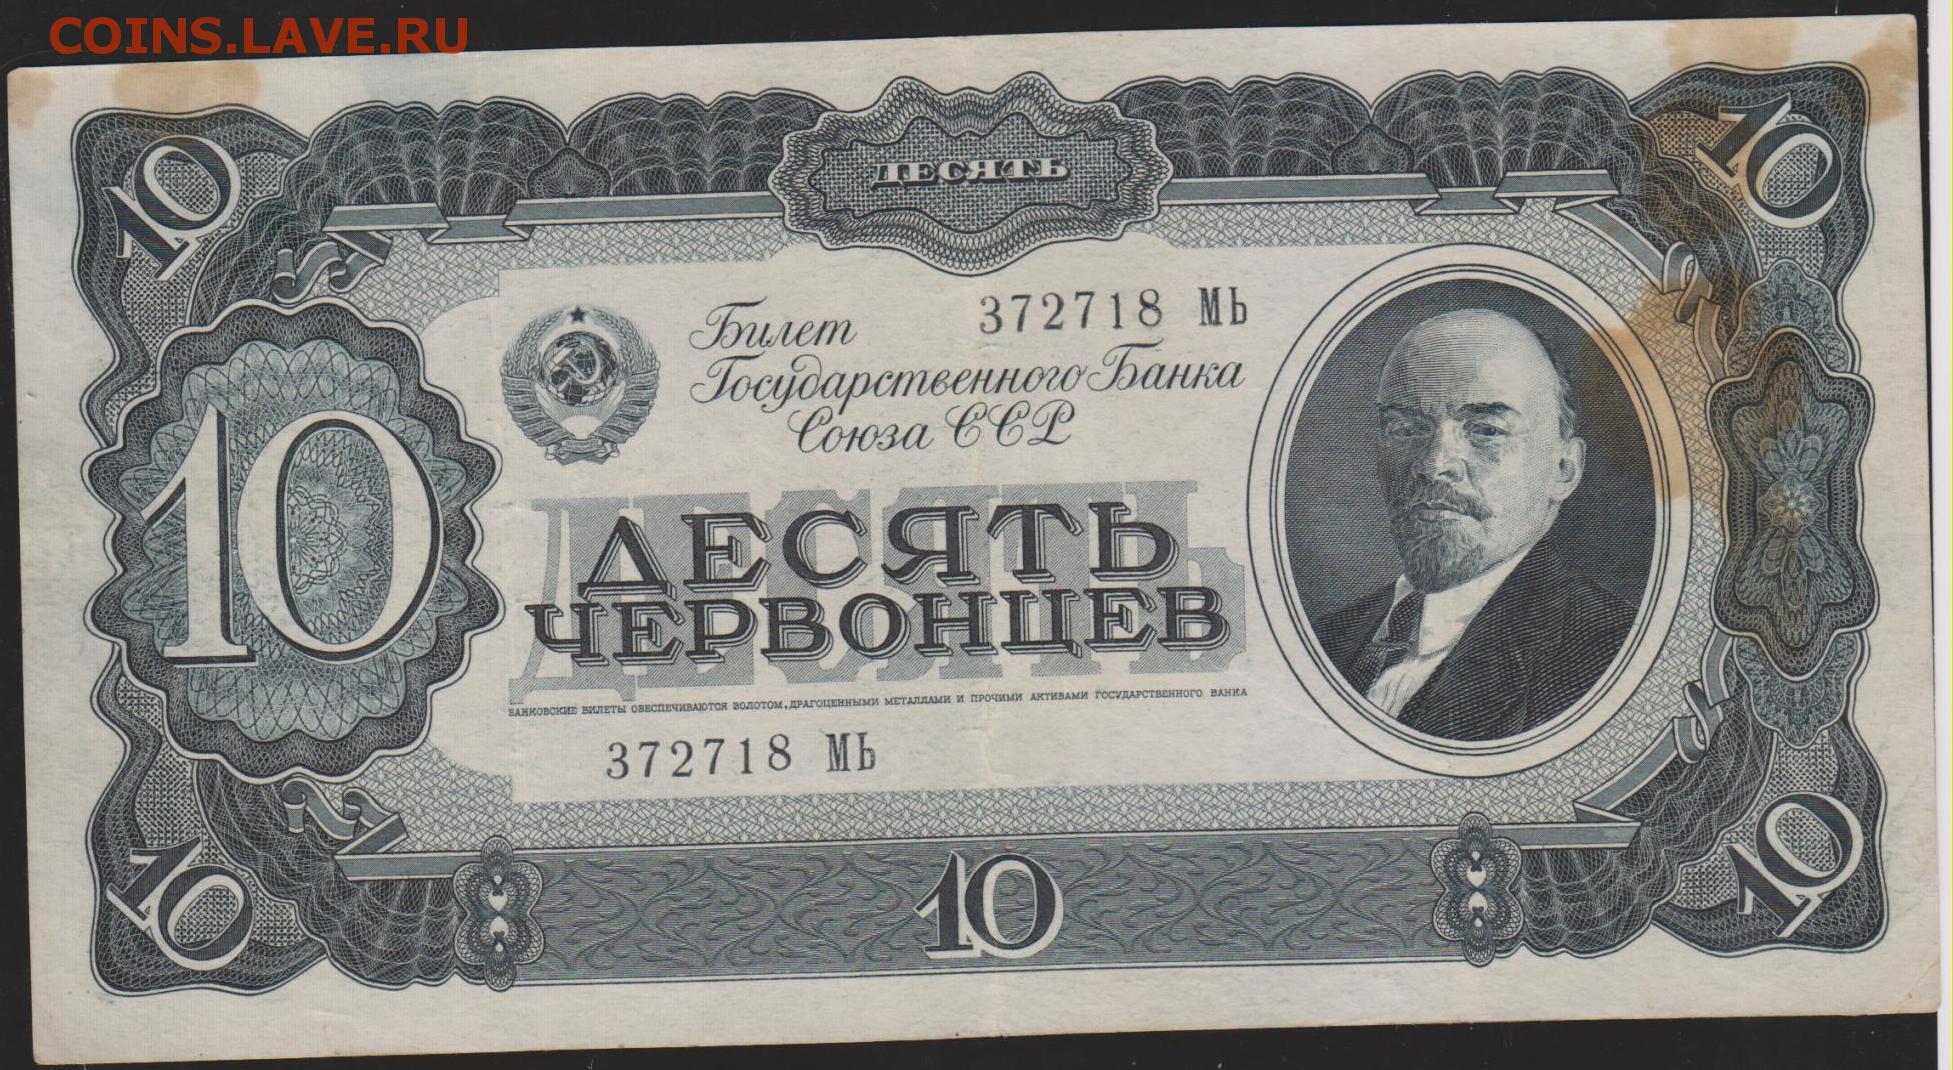 COINS.LAVE.RU
10
ДЕСЯТЬ
10
Билет
372718 МЬ
Государственного Банка
Союза ССР
10
ДЕСЯТЬ
ДЕСЯТЬ
ЧЕРВОНЦЕВ
БАНКОВСКИЕ БИЛЕТЫ ОБЕСПЕЧИВАЮТСЯ ЗОЛОТОМ, ДРАГОЦЕННЫМИ МЕТАЛЛАМИ И ПРОЧИМИ АКТИВАМИ ГОСУДАРСТВЕННОГО БАНКА
372718 МЬ
10
10
10